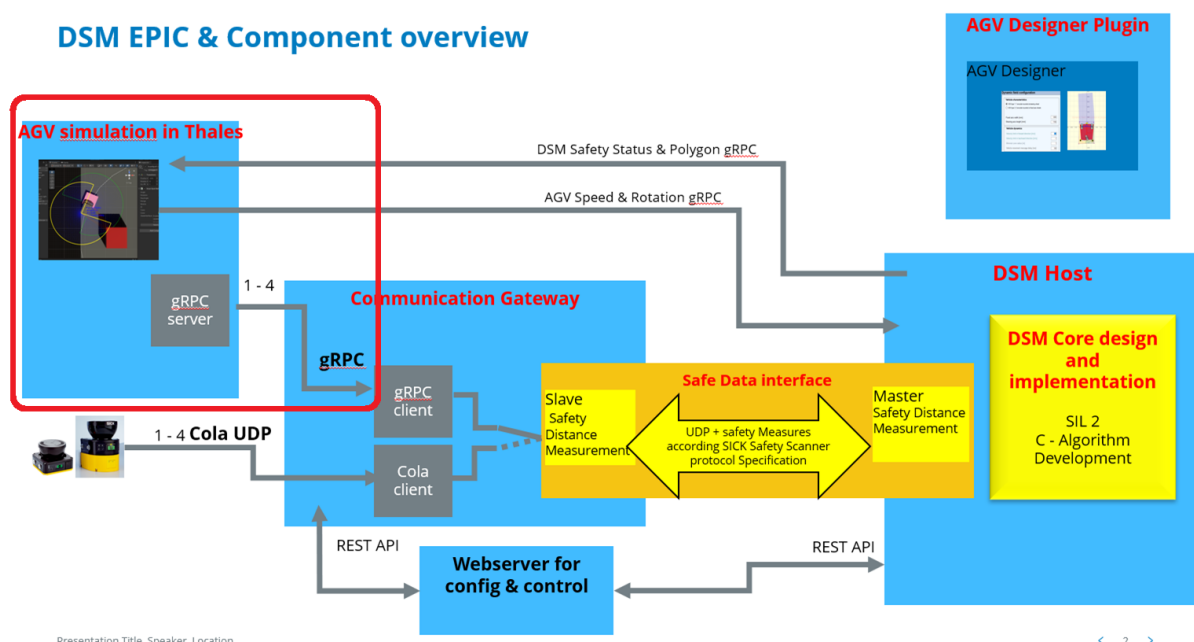 DSM EPIC & Component overview
AGV Designer Plugin
AGV Designer
AGV simulation in Thales
DSM Safety Status & Polygon gRPC
AGV Speed & Rotation gRPC
gRPC
server
1 - 4
gRPC
Communication Gateway
gRPC
client
1 - 4 Cola UDP
Cola
client
Safe Data interface
Slave
Safety
Distance
Measurement
UDP + safety Measures
according SICK Safety Scanner
protocol Specification
Master
Safety Distance
Measurement
DSM Host
DSM Core design
and
implementation
SIL 2
C - Algorithm
Development
REST API
Webserver for
config & control
REST API
Presentation Title, Speaker, Location
2